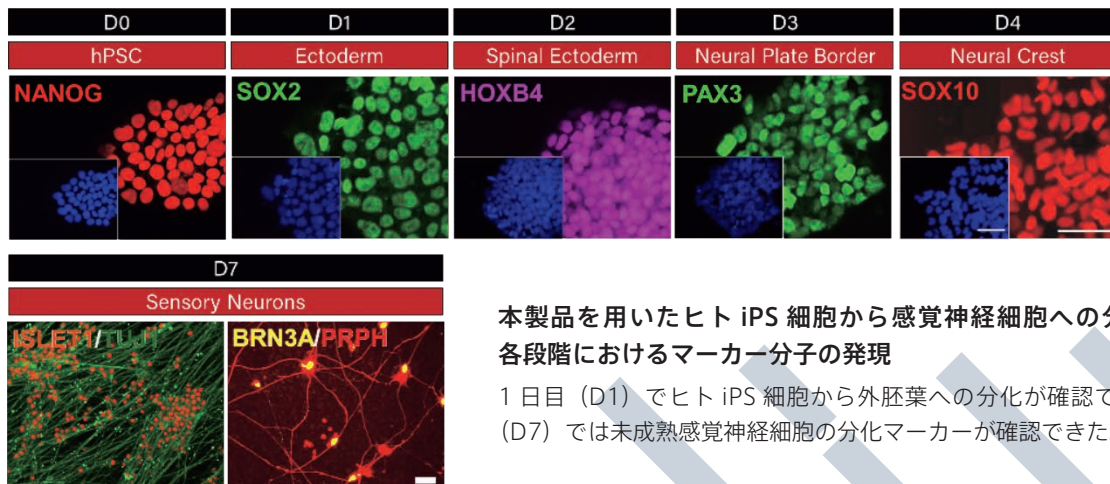 D0
D1
D2
D3
D4
hPSC
Ectoderm
Spinal Ectoderm
Neural Plate Border
Neural Crest
NANOG
SOX2
HOXB4
PAX3
SOX10
D7
Sensory Neurons
ISLET1/TUJ1
BRN3A/PRPH
本製品を用いたヒト iPS 細胞から感覚神経細胞への分
各段階におけるマーカー分子の発現
1 日目（D1）でヒト iPS 細胞から外胚葉への分化が確認で
（D7）では未成熟感覚神経細胞の分化マーカーが確認できた